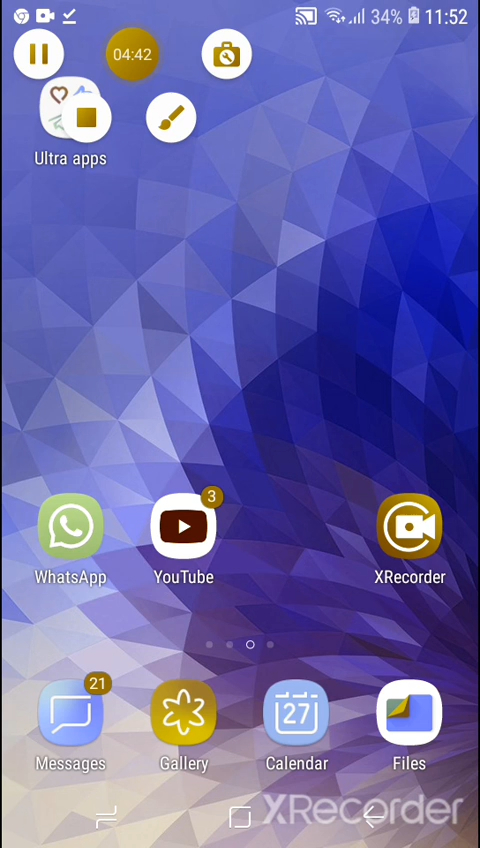 34% 11:52
04:42
Ultra apps
3
WhatsApp YouTube XRecorder
21
27
Messages Gallery Calendar Files
XRecorder